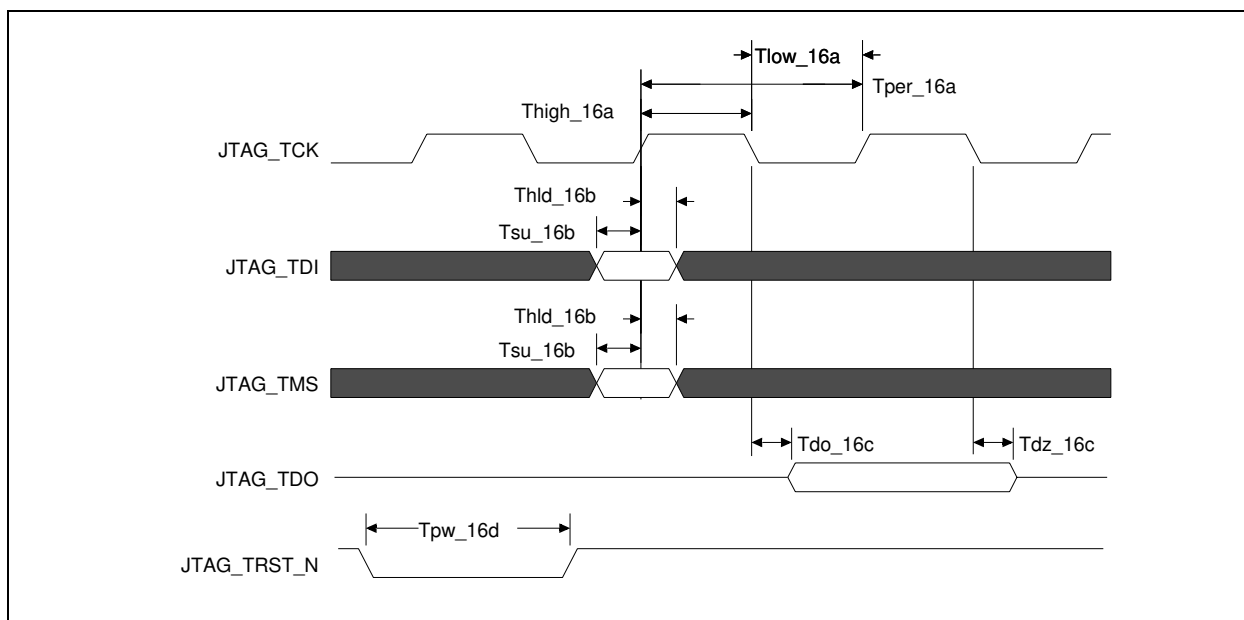 Tlow_16a
Tper_16a
Thigh_16a
JTAG_TCK
Thld_16b
Tsu_16b
JTAG_TDI
Thld_16b
Tsu_16b
JTAG_TMS
Tdo_16c
Tdz_16c
JTAG_TDO
Tpw_16d
JTAG_TRST_N